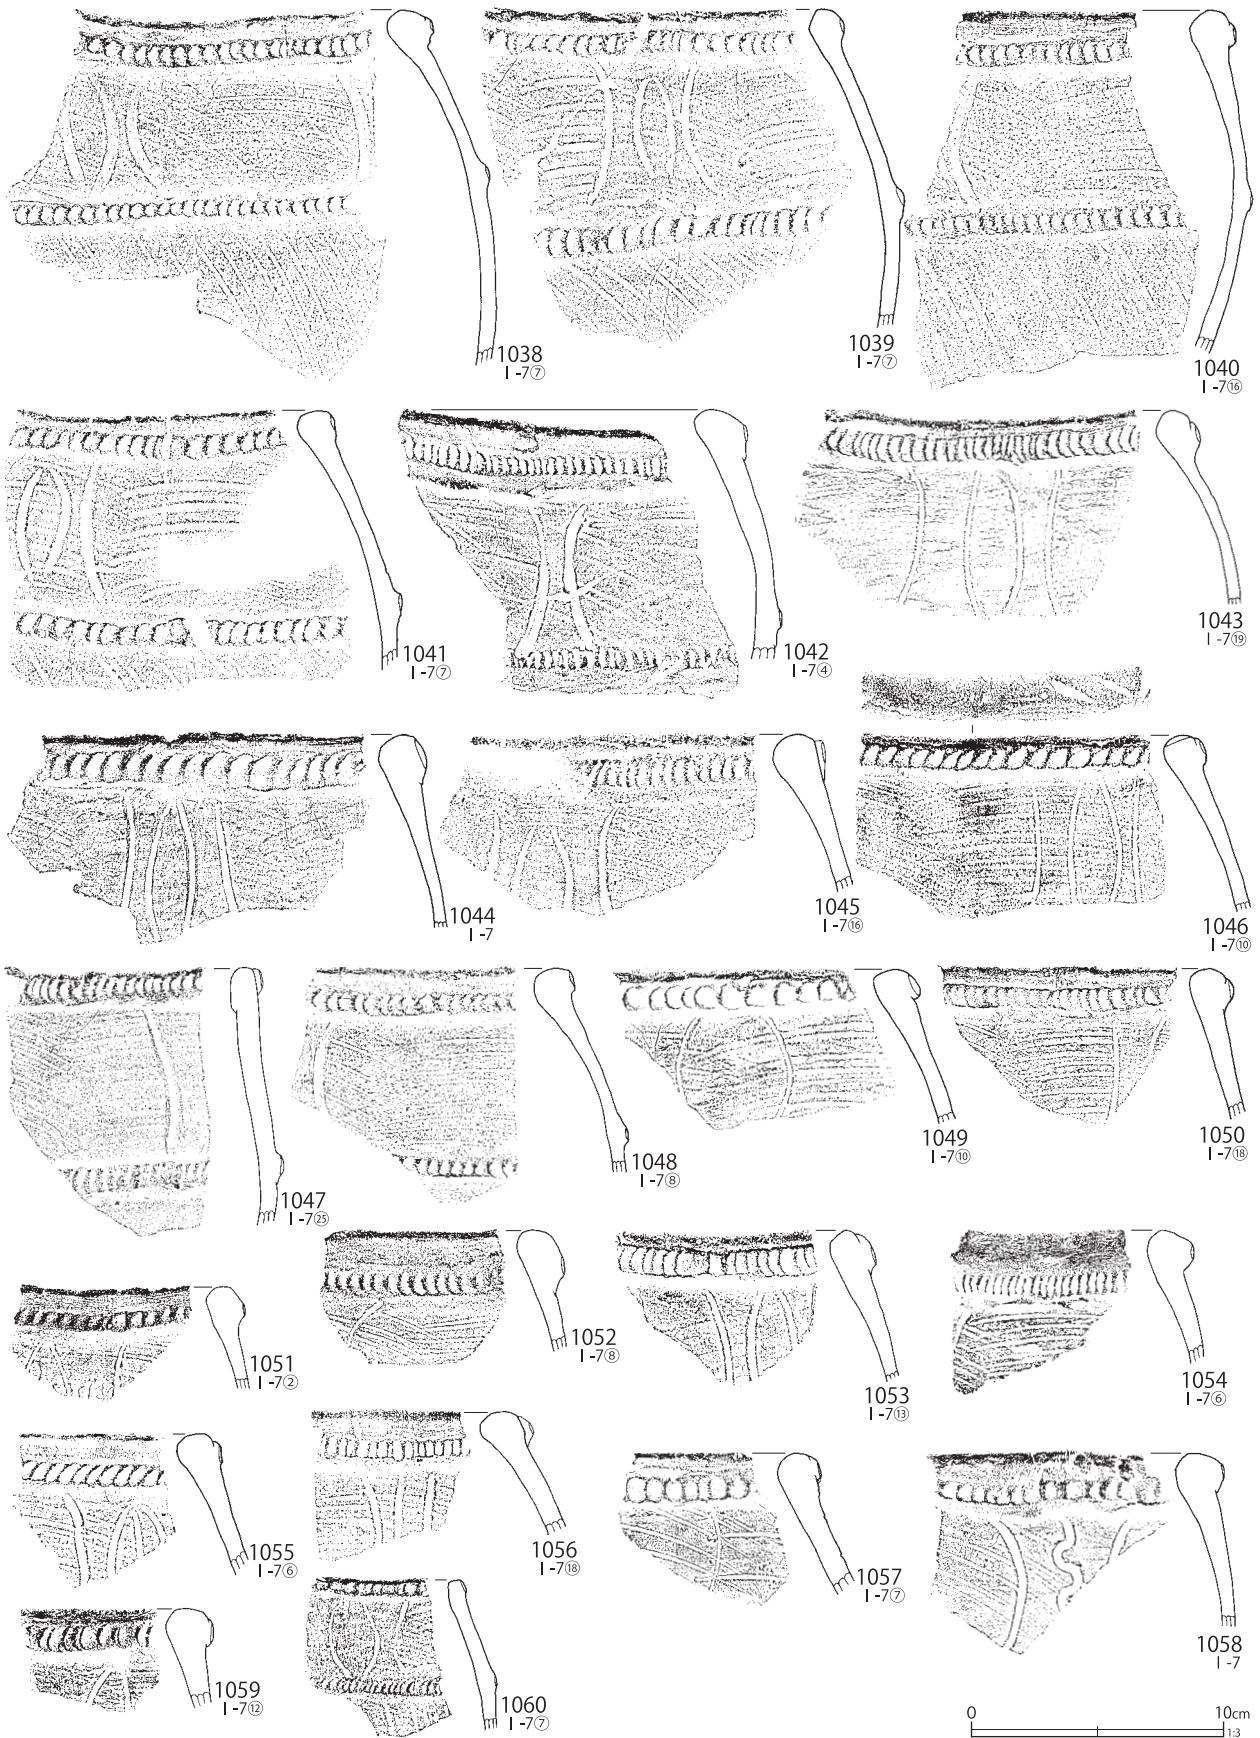 1038
I -7⑦
1039
I -7⑦
1040
I -7⑯
1041
I -7⑦
1042
I -7④
1043
I -7⑲
1044
I -7
1045
I -7⑯
1046
I -7⑩
1047
I -7㉕
1048
I -7⑧
1049
I -7⑩
1050
I -7⑱
1051
I -7②
1052
I -7⑧
1053
I -7⑬
1054
I -7⑥
1055
I -7⑥
1056
I -7⑱
1057
I -7⑦
1058
I -7
1059
I -7⑫
1060
I -7⑦
0 10cm
1:3